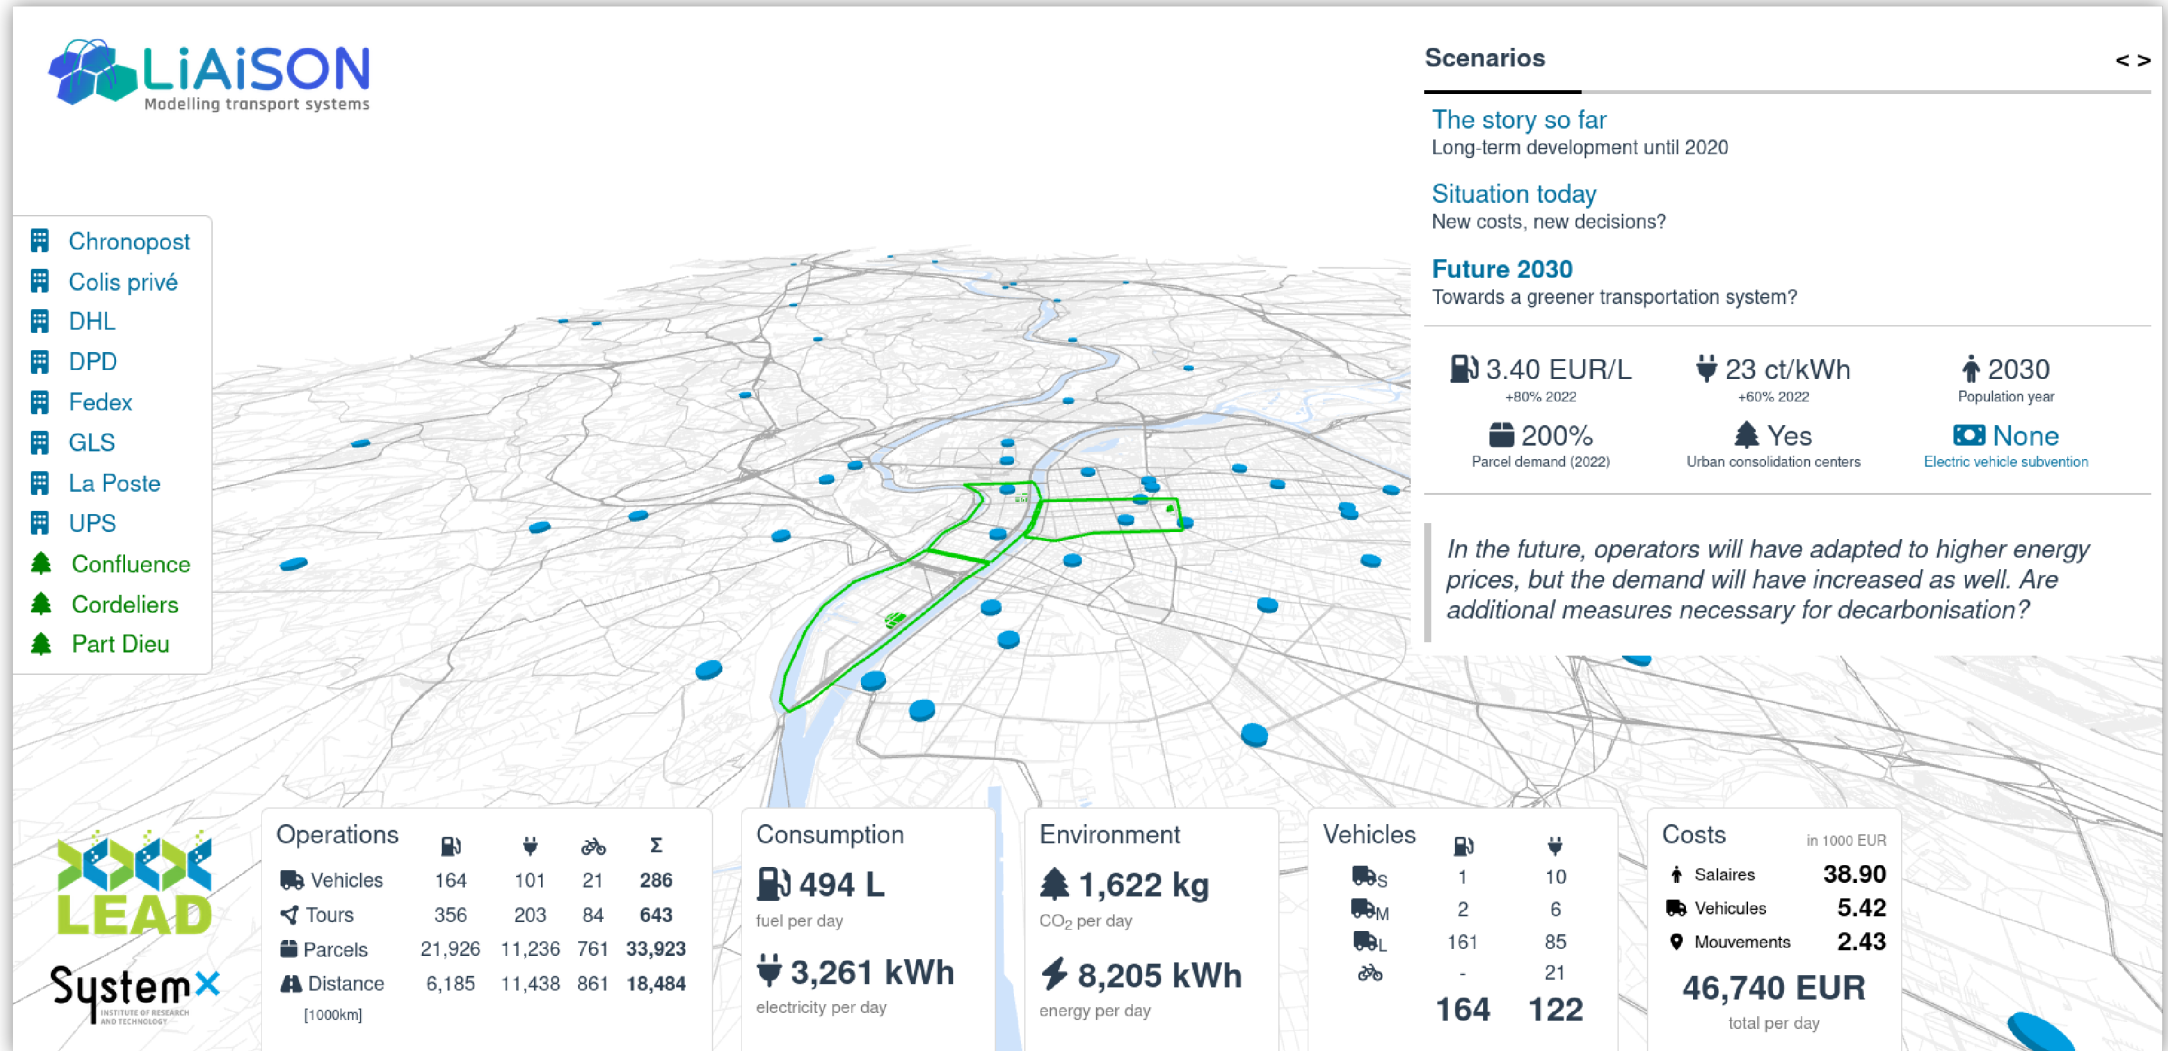 LiAiSON
Modelling transport systems
Chronopost
Colis privé
DHL
DPD
Fedex
GLS
La Poste
UPS
Confluence
Cordeliers
Part Dieu
Scenarios
< >
The story so far
Long-term development until 2020
Situation today
New costs, new decisions?
Future 2030
Towards a greener transportation system?
3.40 EUR/L 23 ct/kWh 2030
+80% 2022 +60% 2022 Population year
200% Yes None
Parcel demand (2022) Urban consolidation centers Electric vehicle subvention
In the future, operators will have adapted to higher energy
prices, but the demand will have increased as well. Are
additional measures necessary for decarbonisation?
LEAD
SystemX
INSTITUTE OF RESEARCH
AND TECHNOLOGY
Operations Σ
Vehicles 164 101 21 286
Tours 356 203 84 643
Parcels 21,926 11,236 761 33,923
Distance 6,185 11,438 861 18,484
[1000km]
Consumption
494 L
fuel per day
3,261 kWh
electricity per day
Environment
1,622 kg
CO₂ per day
8,205 kWh
energy per day
Vehicles
S 1 10
M 2 6
L 161 85
- 21
164 122
Costs in 1000 EUR
Salaires 38.90
Vehicules 5.42
Mouvements 2.43
46,740 EUR
total per day